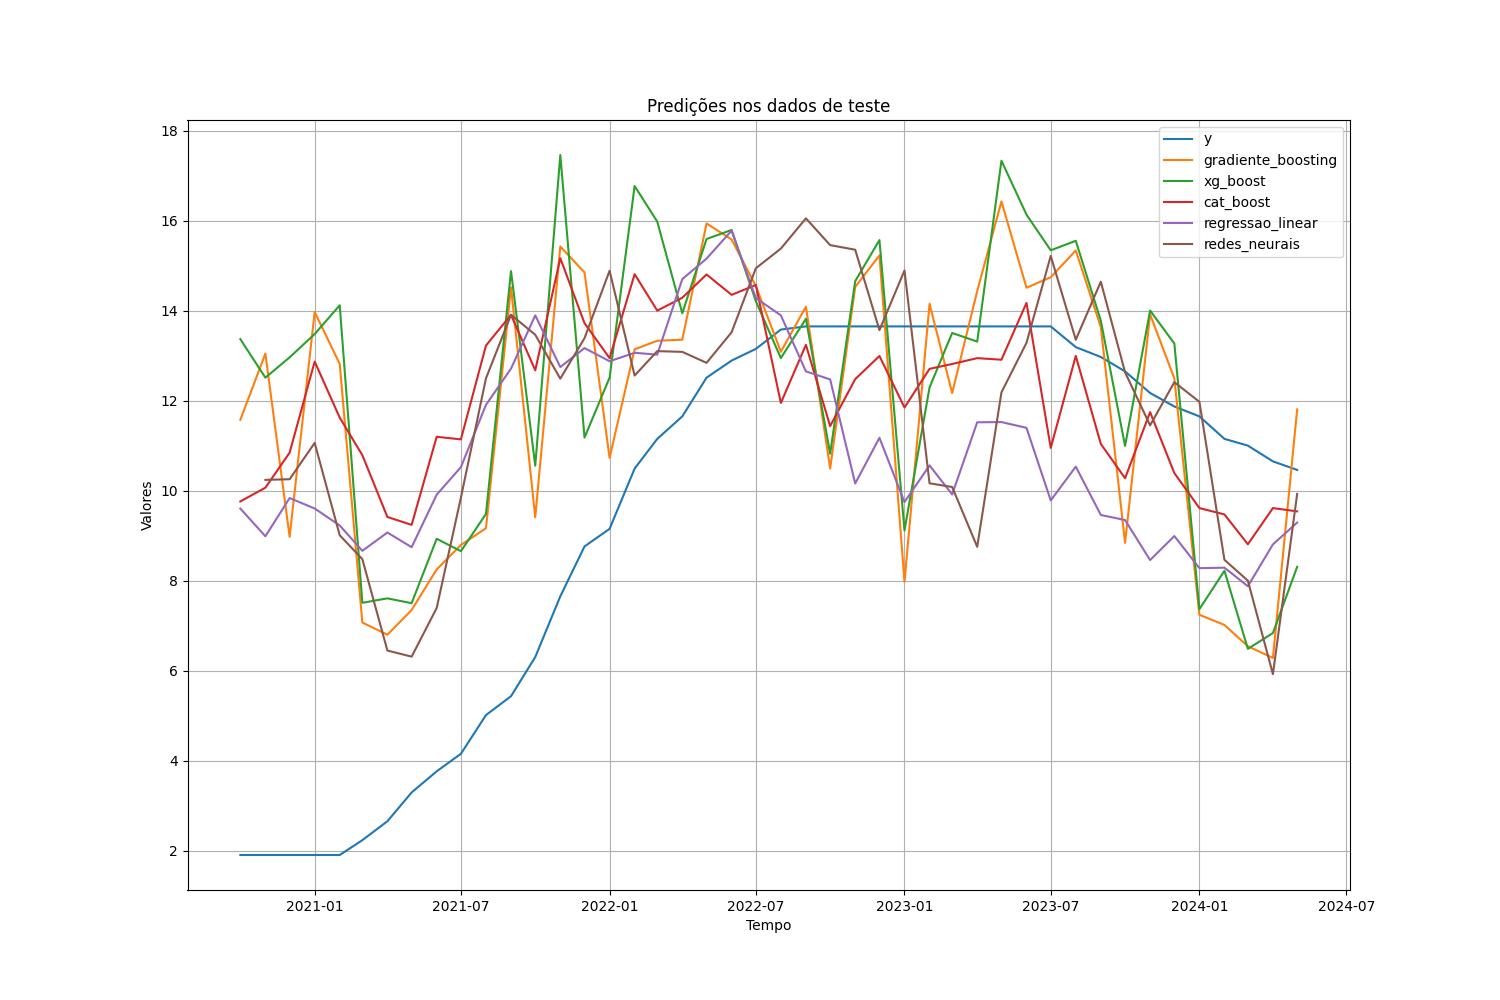 Predições nos dados de teste
18
16
14
12
10
8
6
4
2
Valores
2021-01
2021-07
2022-01
2022-07
2023-01
2023-07
2024-01
2024-07
Tempo
y
gradiente_boosting
xg_boost
cat_boost
regressao_linear
redes_neurais